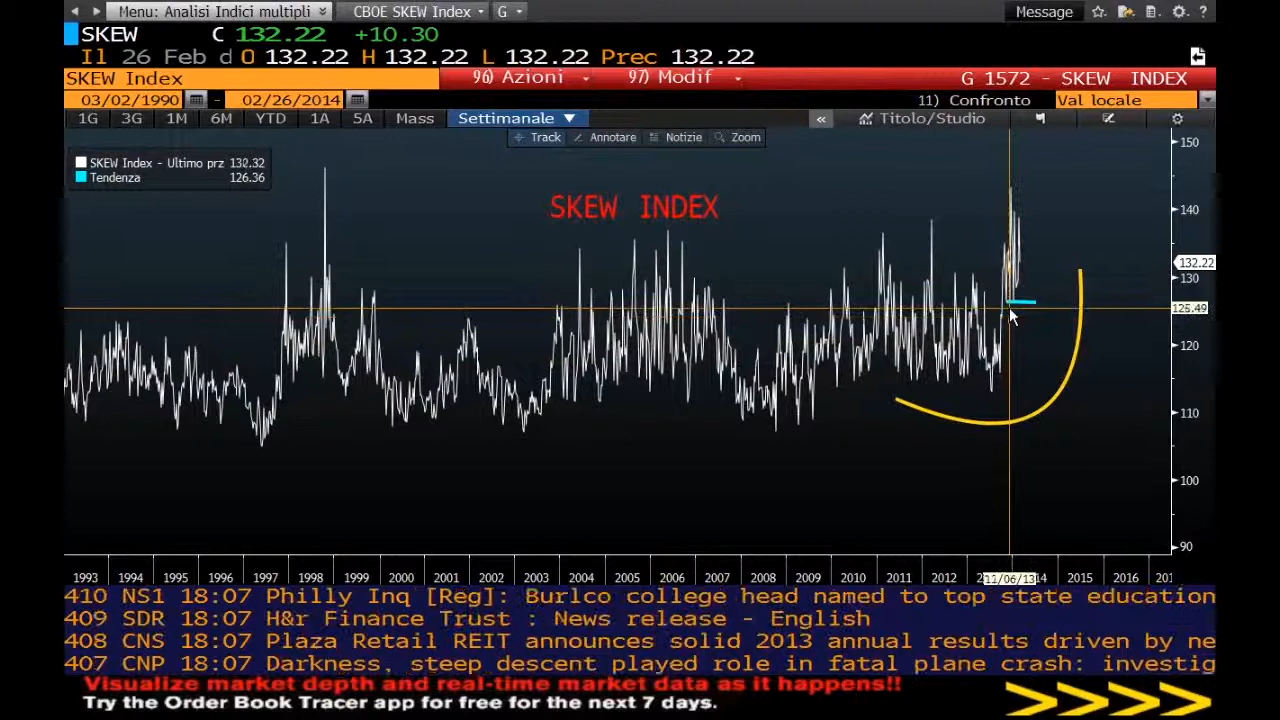 Menu: Analisi Indici multipli CBOE SKEW Index G Message ?
SKEW C 132.22 +10.30
Il 26 Feb d O 132.22 H 132.22 L 132.22 Prec 132.22
SKEW Index 96) Azioni 97) Modif G 1572 - SKEW INDEX
03/02/1990 - 02/26/2014 11) Confronto Val locale
1G 3G 1M 6M YTD 1A 5A Mass Settimanale ▼ « Titolo/Studio
Track Annotare Notizie Zoom
SKEW Index - Ultimo prz
Tendenza 126.36
SKEW INDEX
150
140
132.22
130
125.49
120
110
100
90
1993 1994 1995 1996 1997 1998 1999 2000 2001 2002 2003 2004 2005 2006 2007 2008 2009 2010 2011 2012 11/06/13 14 2015 2016
410 NS1 18:07 Philly Inq [Reg]: Burlco college head named to top state education
409 SDR 18:07 H&r Finance Trust : News release - English
408 CNS 18:07 Plaza Retail REIT announces solid 2013 annual results driven by ne
407 CNP 18:07 Darkness, steep descent played role in fatal plane crash: investig
Visualize market depth and real-time market data as it happens!!
Try the Order Book Tracer app for free for the next 7 days.